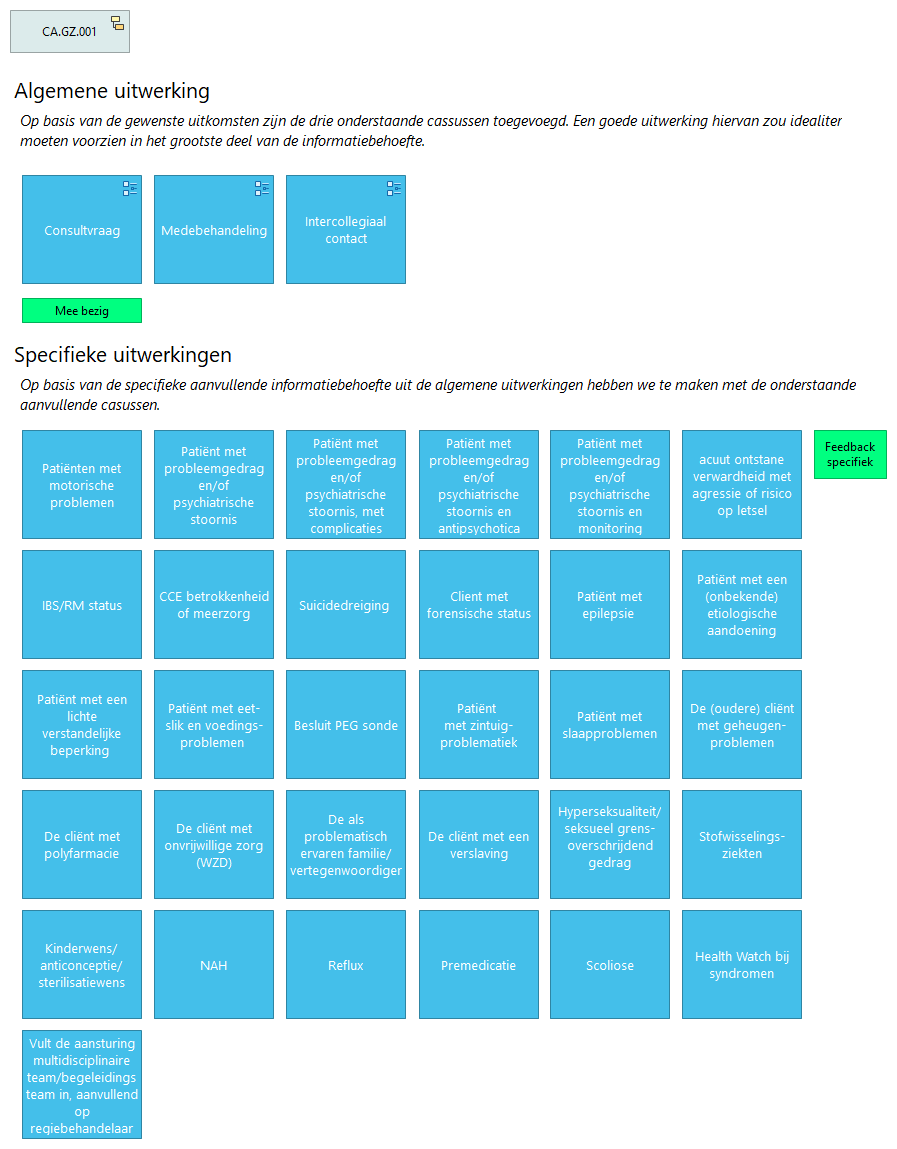 CA.GZ.001
Algemene uitwerking
Op basis van de gewenste uitkomsten zijn de drie onderstaande cassussen toegevoegd. Een goede uitwerking hiervan zou idealiter
moeten voorzien in het grootste deel van de informatiebehoefte.
Consultvraag
Medebehandeling
Intercollegiaal
contact
Mee bezig
Specifieke uitwerkingen
Op basis van de specifieke aanvullende informatiebehoefte uit de algemene uitwerkingen hebben we te maken met de onderstaande
aanvullende casussen.
Patiënten met
motorische
problemen
Patiënt met
probleemgedrag
en/of
psychiatrische
stoornis
Patiënt met
probleemgedrag
en/of
psychiatrische
stoornis, met
complicaties
Patiënt met
probleemgedrag
en/of
psychiatrische
stoornis en
antipsychotica
Patiënt met
probleemgedrag
en/of
psychiatrische
stoornis en
monitoring
acuut ontstane
verwardheid met
agressie of risico
op letsel
Feedback
specifiek
IBS/RM status
CCE betrokkenheid
of meerzorg
Suicidedreiging
Client met
forensische status
Patiënt met
epilepsie
Patiënt met een
(onbekende)
etiologische
aandoening
Patiënt met een
lichte
verstandelijke
beperking
Patiënt met eet-
slik en voedings-
problemen
Besluit PEG sonde
Patiënt
met zintuig-
problematiek
Patiënt met
slaapproblemen
De (oudere) cliënt
met geheugen-
problemen
De cliënt met
polyfarmacie
De cliënt met
onvrijwillige zorg
(WZD)
De als
problematisch
ervaren familie/
vertegenwoordiger
De cliënt met een
verslaving
Hyperseksualiteit/
seksueel grens-
overschrijdend
gedrag
Stofwisselings-
ziekten
Kinderwens/
anticonceptie/
sterilisatiewens
NAH
Reflux
Premedicatie
Scoliose
Health Watch bij
syndromen
Vult de aansturing
multidisciplinaire
team/begeleidings
team in, aanvullend
op
regiebehandelaar